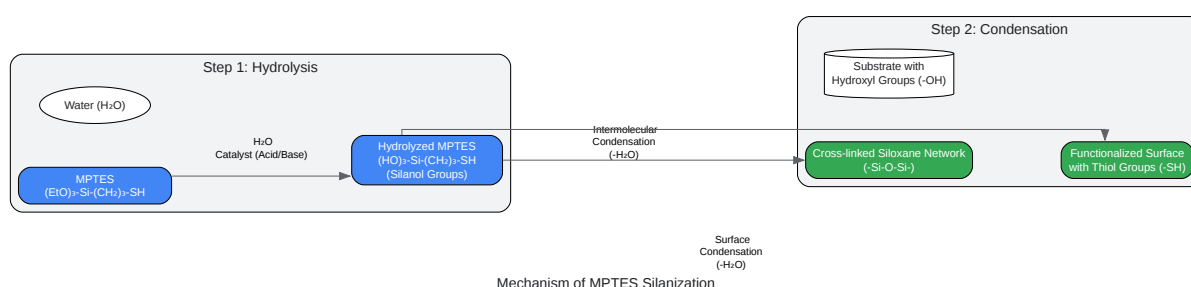 Step 1: Hydrolysis
Water (H₂O)
H₂O
Catalyst (Acid/Base)
MPTES
(EtO)₃-Si-(CH₂)₃-SH
Hydrolyzed MPTES
(HO)₃-Si-(CH₂)₃-SH
(Silanol Groups)
Intermolecular
Condensation
(-H₂O)
Step 2: Condensation
Substrate with
Hydroxyl Groups (-OH)
Cross-linked Siloxane Network
(-Si-O-Si-)
Functionalized Surface
with Thiol Groups (-SH)
Surface
Condensation
(-H₂O)
Mechanism of MPTES Silanization